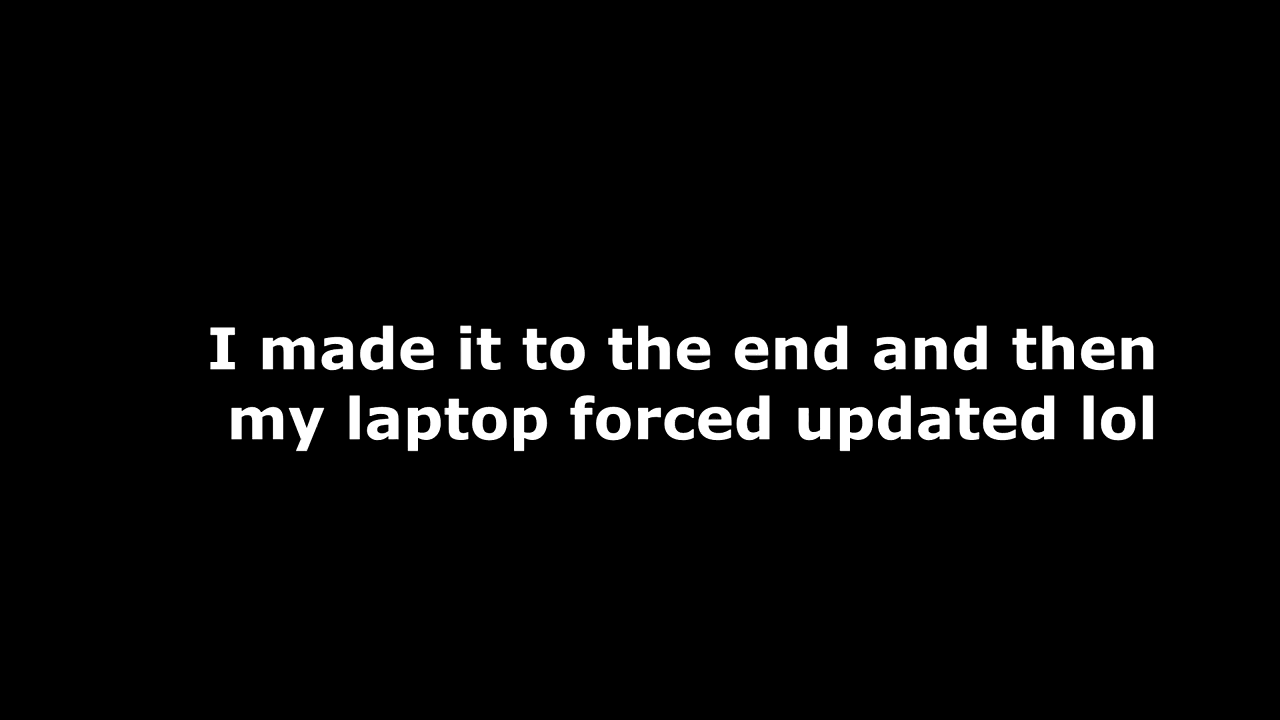 I made it to the end and then
my laptop forced updated lol